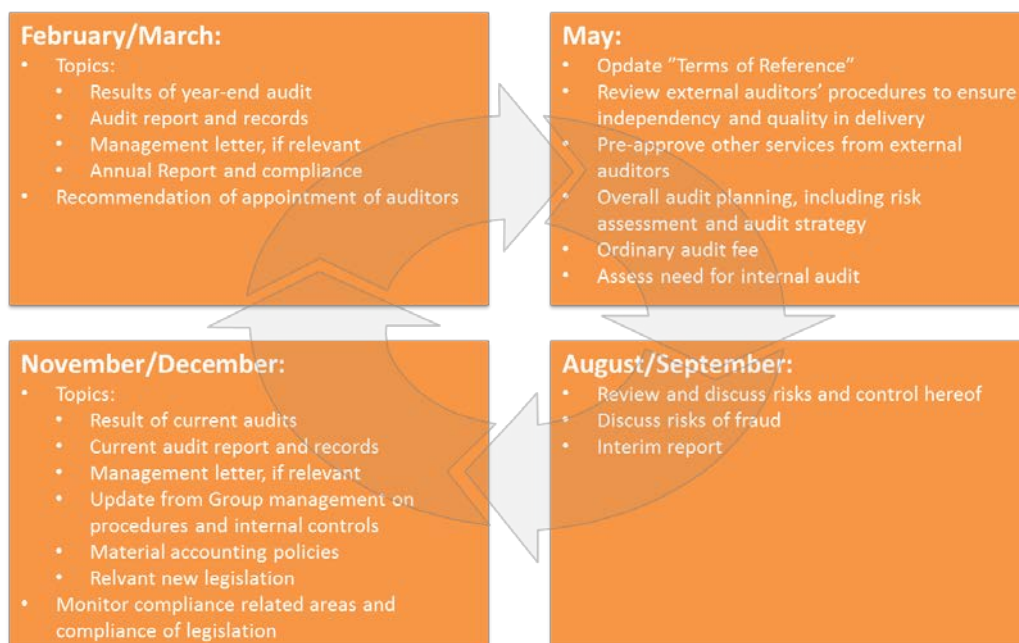 February/March:
• Topics:
• Results of year-end audit
• Audit report and records
• Management letter, if relevant
• Annual Report and compliance
• Recommendation of appointment of auditors
May:
• Opdate ”Terms of Reference”
• Review external auditors’ procedures to ensure
independency and quality in delivery
• Pre-approve other services from external
auditors
• Overall audit planning, including risk
assessment and audit strategy
• Ordinary audit fee
• Assess need for internal audit
November/December:
• Topics:
• Result of current audits
• Current audit report and records
• Management letter, if relevant
• Update from Group management on
procedures and internal controls
• Material accounting policies
• Relvant new legislation
• Monitor compliance related areas and
compliance of legislation
August/September:
• Review and discuss risks and control hereof
• Discuss risks of fraud
• Interim report